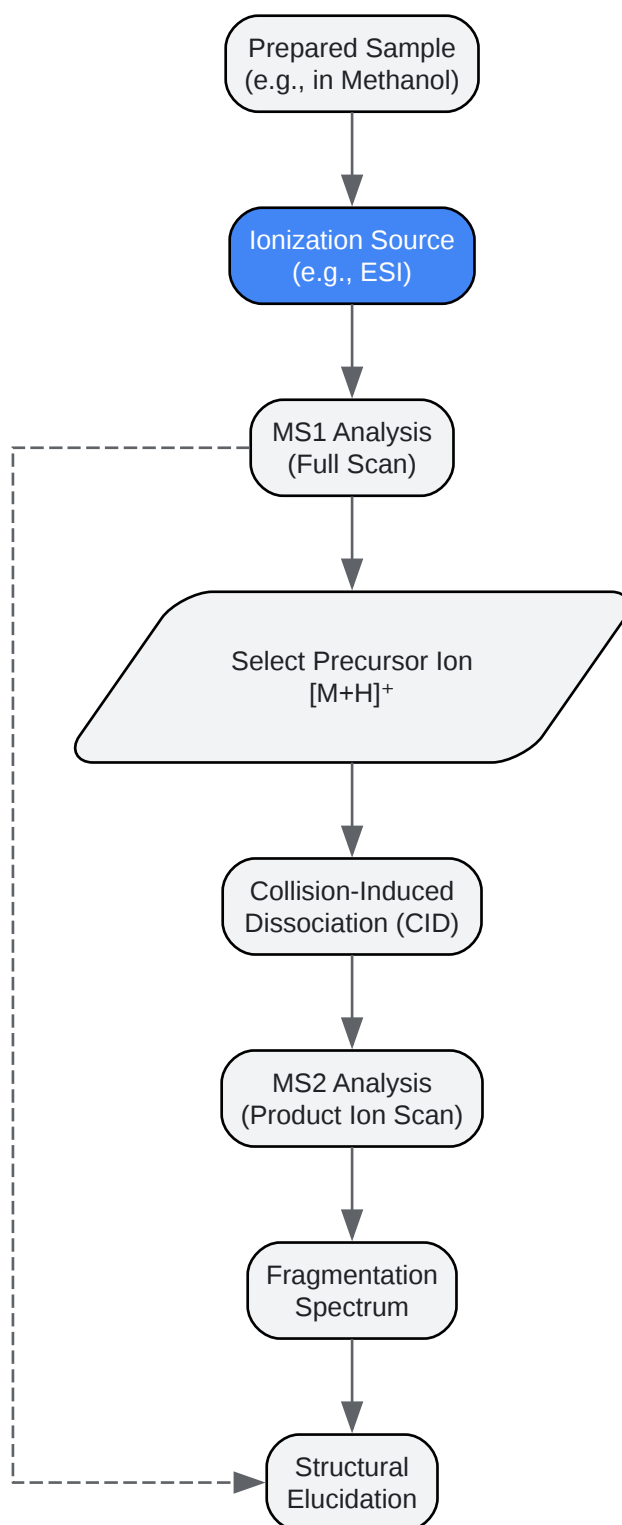 Prepared Sample
(e.g., in Methanol)
Ionization Source
(e.g., ESI)
MS1 Analysis
(Full Scan)
Select Precursor Ion
[M+H]⁺
Collision-Induced
Dissociation (CID)
MS2 Analysis
(Product Ion Scan)
Fragmentation
Spectrum
Structural
Elucidation